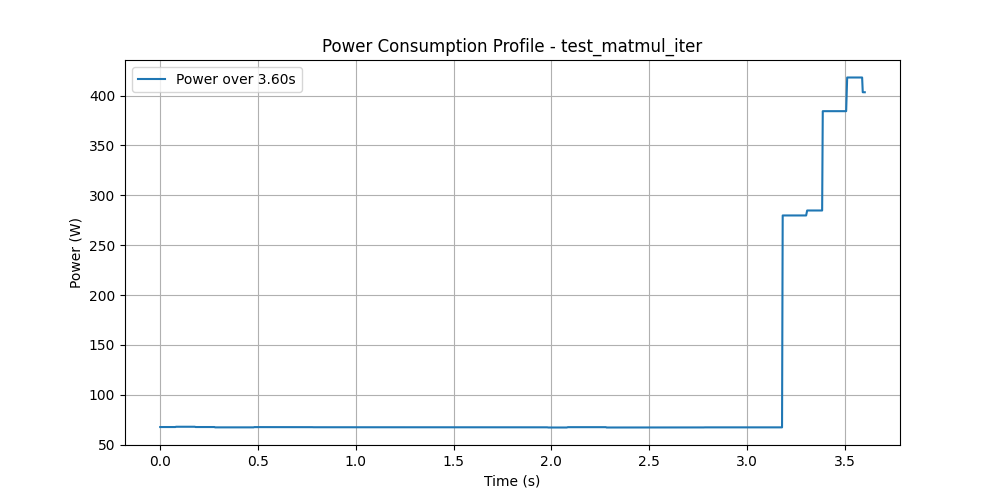 Power Consumption Profile - test_matmul_iter
Power over 3.60s
Power (W)
400
350
300
250
200
150
100
50
0.0 0.5 1.0 1.5 2.0 2.5 3.0 3.5
Time (s)